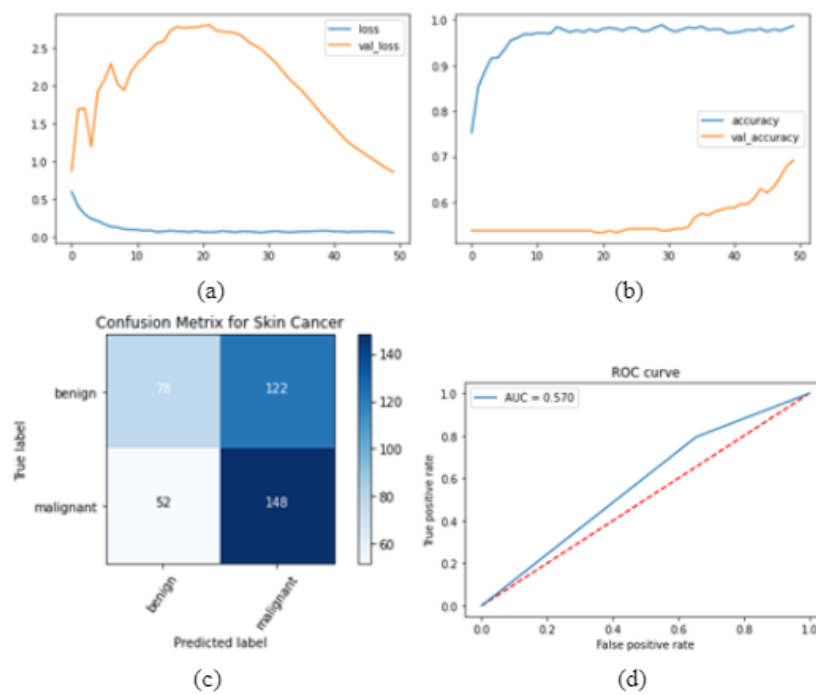 loss
val_loss
2.5
2.0
1.5
1.0
0.5
0.0
0 10 20 30 40 50
(a)
1.0
0.9
0.8
0.7
0.6
accuracy
val_accuracy
0 10 20 30 40 50
(b)
Confusion Metrix for Skin Cancer
benign 78 122
malignant 52 148
True label
benign malignant
Predicted label
140
120
100
80
60
(c)
ROC curve
AUC = 0.570
1.0
0.8
0.6
0.4
0.2
0.0
True positive rate
0.0 0.2 0.4 0.6 0.8 1.0
False positive rate
(d)